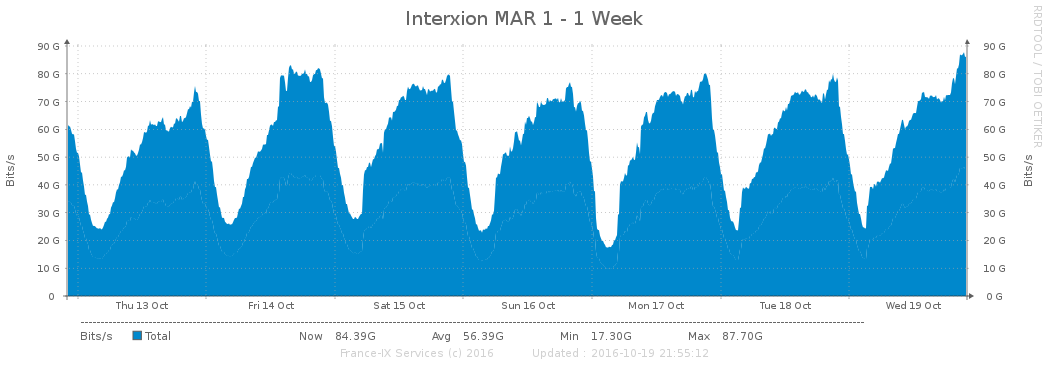 Interxion MAR 1 - 1 Week
RRDTOOL / TOBI OETIKER
Bits/s
90 G
80 G
70 G
60 G
50 G
40 G
30 G
20 G
10 G
0
90 G
80 G
70 G
60 G
50 G
40 G
30 G
20 G
10 G
0 G
Bits/s
Thu 13 Oct Fri 14 Oct Sat 15 Oct Sun 16 Oct Mon 17 Oct Tue 18 Oct Wed 19 Oct
Bits/s Total Now 84.39G Avg 56.39G Min 17.30G Max 87.70G
France-IX Services (c) 2016 Updated : 2016-10-19 21:55:12